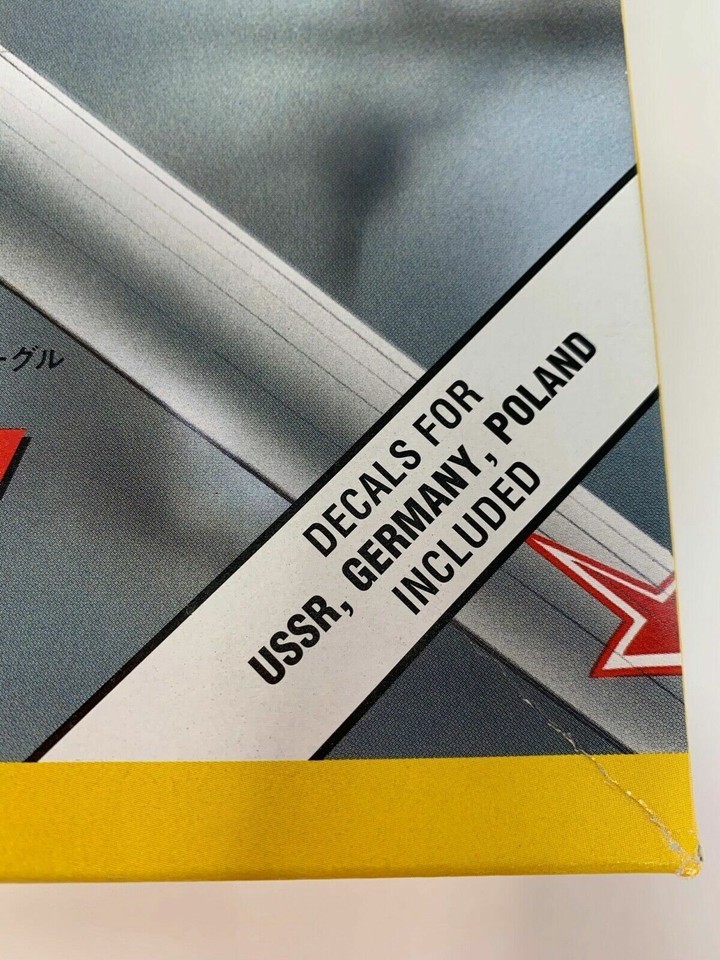 ーグル
DECALS FOR
USSR, GERMANY, POLAND
INCLUDED